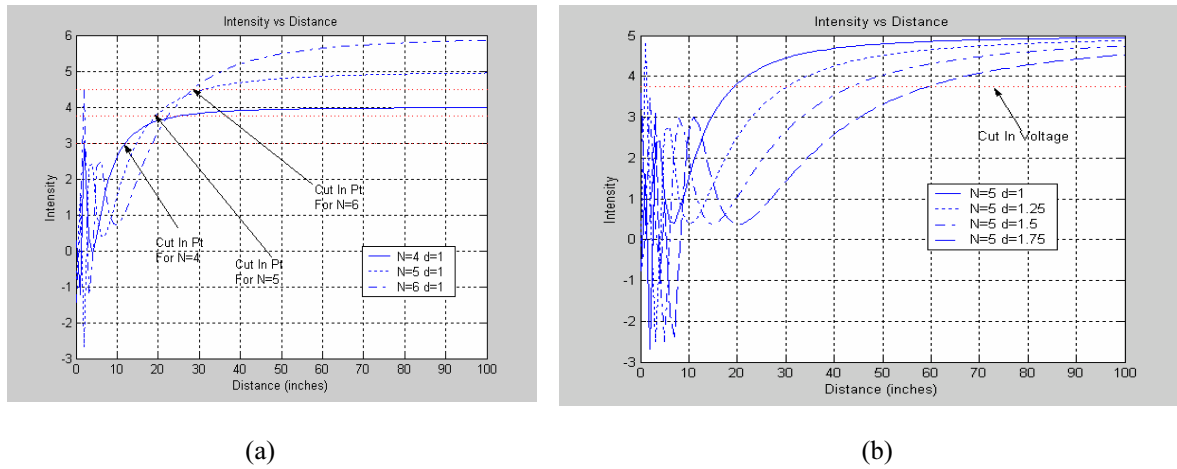 Intensity vs Distance
6
5
4
3
2
1
0
-1
-2
-3
Intensity
0 10 20 30 40 50 60 70 80 90 100
Distance (inches)
Cut In Pt
For N=6
Cut In Pt
For N=4
Cut In Pt
For N=5
N=4 d=1
N=5 d=1
N=6 d=1
(a)
Intensity vs Distance
5
4
3
2
1
0
-1
-2
-3
Intensity
0 10 20 30 40 50 60 70 80 90 100
Distance (inches)
Cut In Voltage
N=5 d=1
N=5 d=1.25
N=5 d=1.5
N=5 d=1.75
(b)